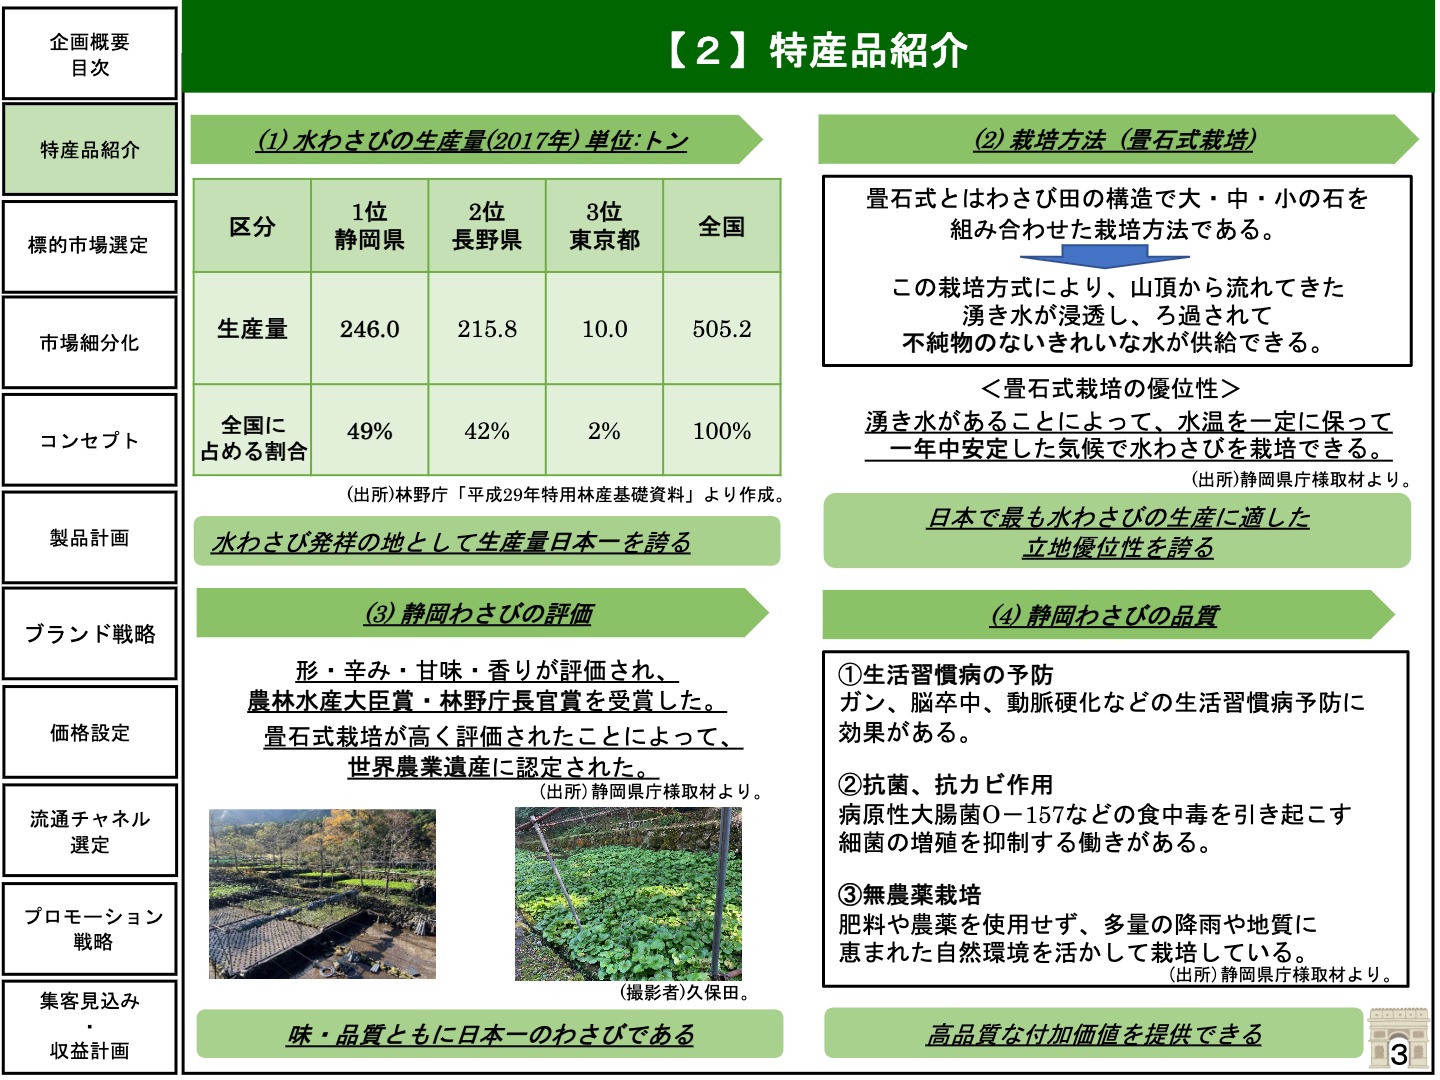 企画概要
目次
特産品紹介
標的市場選定
市場細分化
コンセプト
製品計画
ブランド戦略
価格設定
流通チャネル
選定
プロモーション
戦略
集客見込み
・
収益計画
【２】特産品紹介
(1) 水わさびの生産量(2017年) 単位:トン
区分
1位
静岡県
2位
長野県
3位
東京都
全国
生産量
246.0
215.8
10.0
505.2
全国に
占める割合
49%
42%
2%
100%
(出所)林野庁「平成29年特用林産基礎資料」より作成。
水わさび発祥の地として生産量日本一を誇る
(2) 栽培方法（畳石式栽培)
畳石式とはわさび田の構造で大・中・小の石を
組み合わせた栽培方法である。
この栽培方式により、山頂から流れてきた
湧き水が浸透し、ろ過されて
不純物のないきれいな水が供給できる。
＜畳石式栽培の優位性＞
湧き水があることによって、水温を一定に保って
一年中安定した気候で水わさびを栽培できる。
(出所)静岡県庁様取材より。
日本で最も水わさびの生産に適した
立地優位性を誇る
(3) 静岡わさびの評価
形・辛み・甘味・香りが評価され、
農林水産大臣賞・林野庁長官賞を受賞した。
畳石式栽培が高く評価されたことによって、
世界農業遺産に認定された。
(出所)静岡県庁様取材より。
(撮影者)久保田。
味・品質ともに日本一のわさびである
(4) 静岡わさびの品質
①生活習慣病の予防
ガン、脳卒中、動脈硬化などの生活習慣病予防に
効果がある。
②抗菌、抗カビ作用
病原性大腸菌O－157などの食中毒を引き起こす
細菌の増殖を抑制する働きがある。
③無農薬栽培
肥料や農薬を使用せず、多量の降雨や地質に
恵まれた自然環境を活かして栽培している。
(出所)静岡県庁様取材より。
高品質な付加価値を提供できる
3